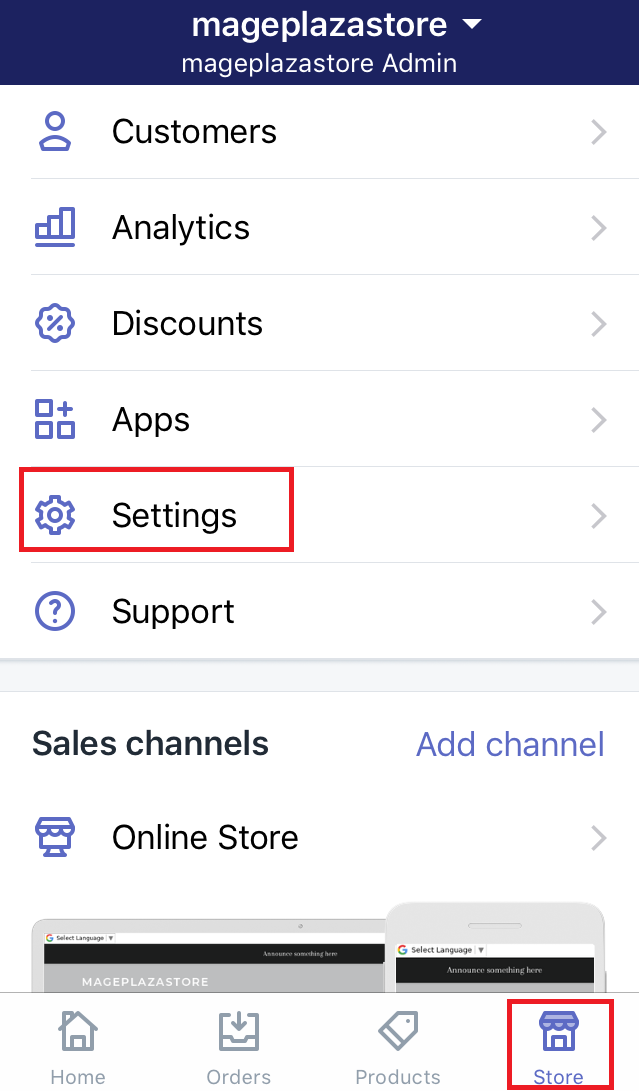 mageplazastore
mageplazastore Admin
Customers
Analytics
Discounts
Apps
Settings
Support
Sales channels Add channel
Online Store
G Select Language ▼
Announce something here
MAGEPLAZASTORE
G Select Language ▼
Announce something here
Home Orders Products Store